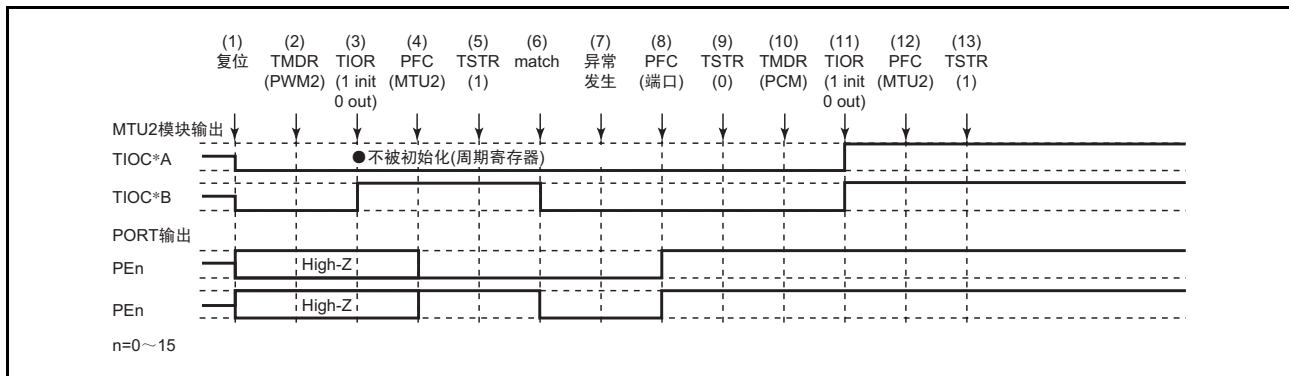 (1) (2) (3) (4) (5) (6) (7) (8) (9) (10) (11) (12) (13)
复位 TMDR TIOR PFC TSTR match 异常 PFC TSTR TMDR TIOR PFC TSTR
(PWM2) (1 init (MTU2) (1) 发生 (端口) (0) (PCM) (1 init (MTU2) (1)
0 out) 0 out)
MTU2模块输出
TIOC*A ●不被初始化(周期寄存器)
TIOC*B
PORT输出
PEn High-Z
PEn High-Z
n=0～15